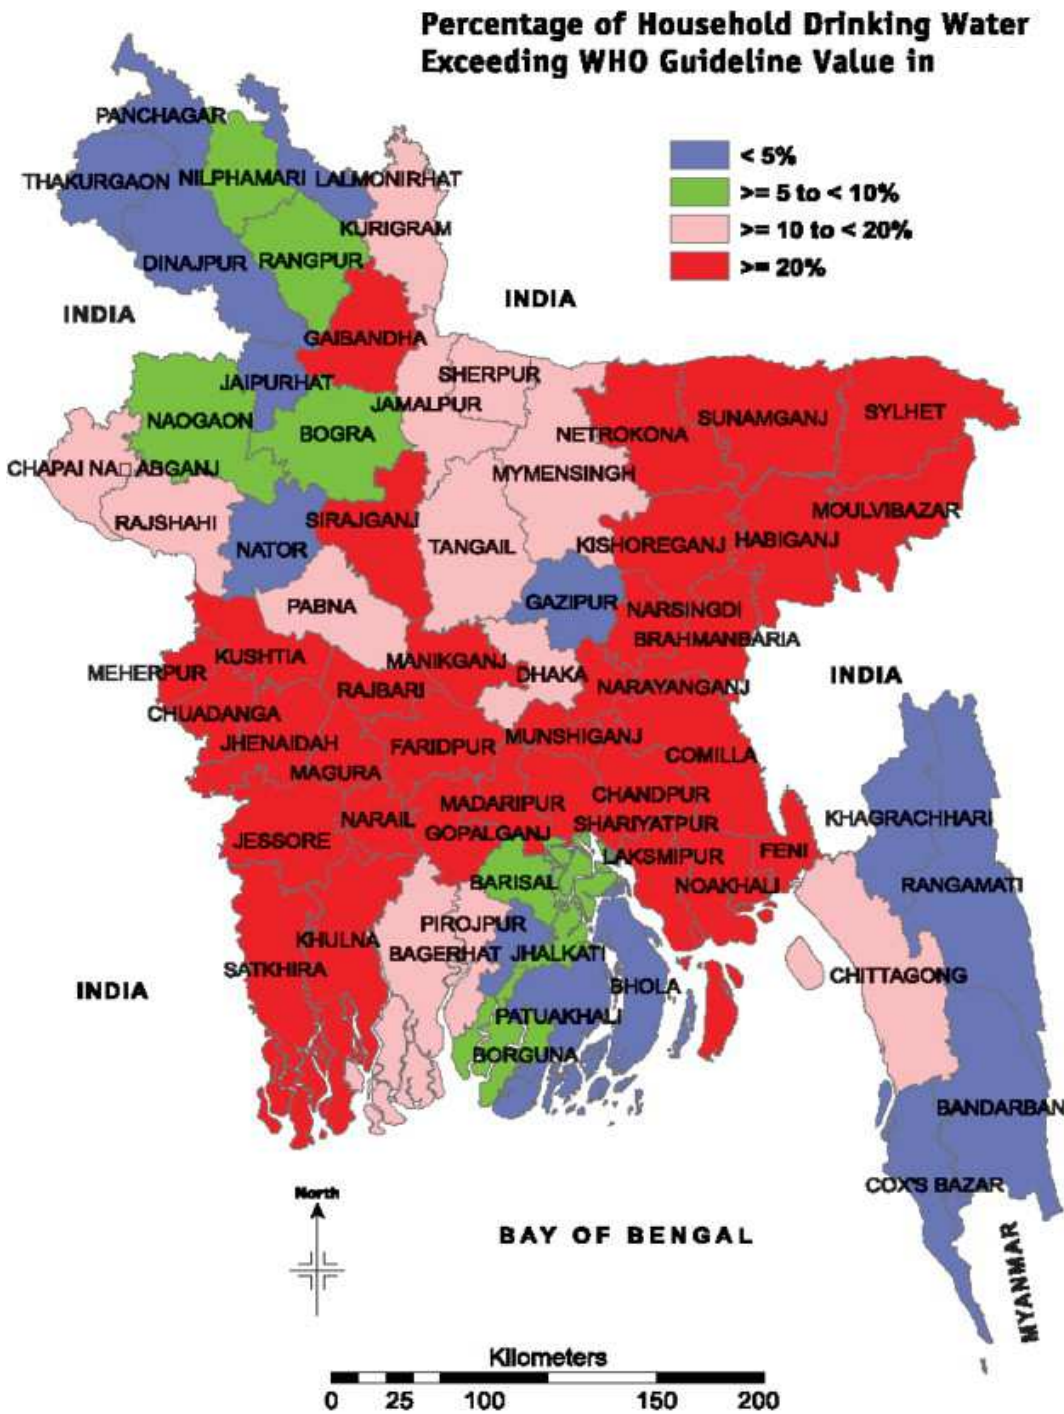 Percentage of Household Drinking Water
Exceeding WHO Guideline Value in
< 5%
>= 5 to < 10%
>= 10 to < 20%
>= 20%
PANCHAGAR
THAKURGAON
NILPHAMARI
LALMONIRHAT
KURIGRAM
DINAJPUR
RANGPUR
INDIA
INDIA
GAIBANDHA
SHERPUR
JAIPURHAT
JAMALPUR
NAOGAON
BOGRA
NETROKONA
SUNAMGANJ
SYLHET
CHAPAI NA□ABGANJ
MYMENSINGH
RAJSHAHI
SIRAJGANJ
MOULVIBAZAR
NATOR
TANGAIL
KISHOREGANJ
HABIGANJ
PABNA
GAZIPUR
NARSINGDI
BRAHMANBARIA
MEHERPUR
KUSHTIA
MANIKGANJ
DHAKA
INDIA
RAJBARI
NARAYANGANJ
CHUADANGA
JHENAIDAH
FARIDPUR
MUNSHIGANJ
COMILLA
MAGURA
MADARIPUR
CHANDPUR
NARAIL
GOPALGANJ
SHARIYATPUR
KHAGRACHHARI
JESSORE
LAKSMIPUR
FENI
BARISAL
NOAKHALI
RANGAMATI
PIROJPUR
KHULNA
BAGERHAT
JHALKATI
SATKHIRA
CHITTAGONG
INDIA
BHOLA
PATUAKHALI
BORGUNA
BANDARBAN
COX'S BAZAR
North
BAY OF BENGAL
MYANMAR
Kilometers
0 25 100 150 200